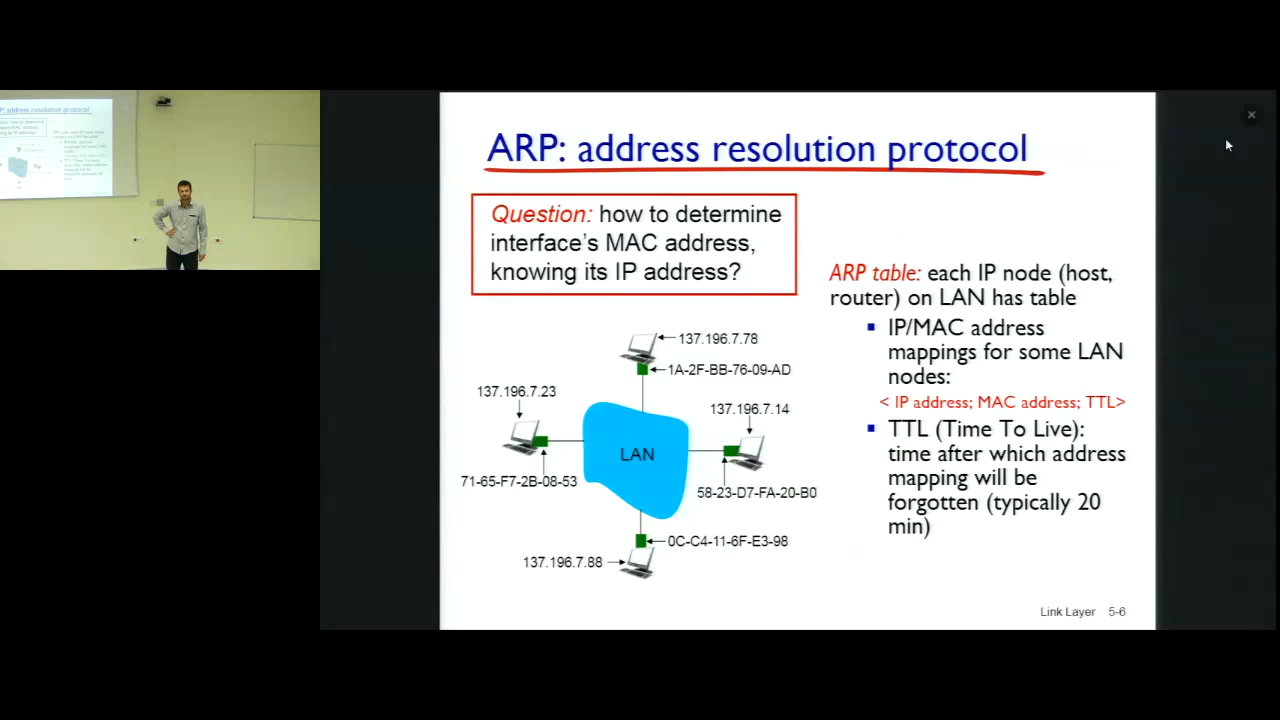 ARP: address resolution protocol
Question: how to determine
interface's MAC address,
knowing its IP address?
ARP table: each IP node (host,
router) on LAN has table
IP/MAC address
mappings for some LAN
nodes:
< IP address; MAC address; TTL>
TTL (Time To Live):
time after which address
mapping will be
forgotten (typically 20
min)
137.196.7.78
1A-2F-BB-76-09-AD
137.196.7.23
137.196.7.14
LAN
71-65-F7-2B-08-53
58-23-D7-FA-20-B0
0C-C4-11-6F-E3-98
137.196.7.88
Link Layer 5-6